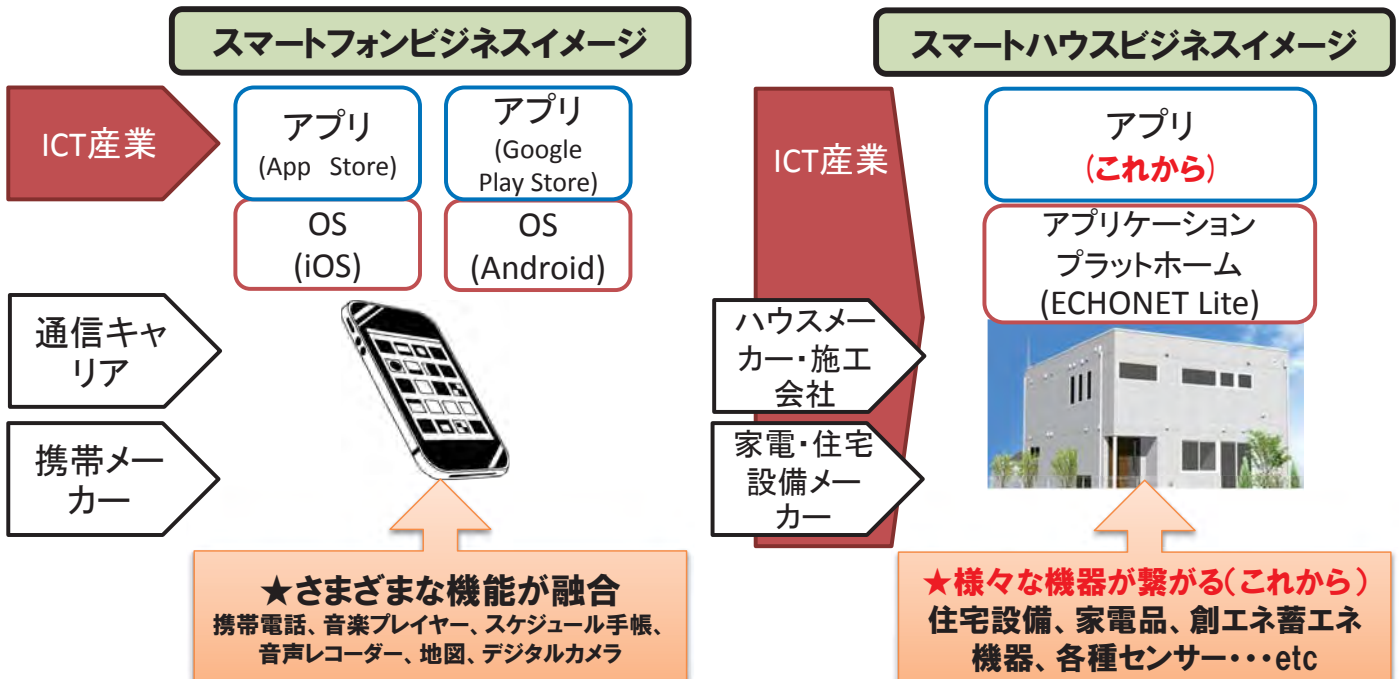 スマートフォンビジネスイメージ
ICT産業
アプリ
(App Store)
アプリ
(Google
Play Store)
OS
(iOS)
OS
(Android)
通信キャ
リア
携帯メー
カー
★さまざまな機能が融合
携帯電話、音楽プレイヤー、スケジュール手帳、
音声レコーダー、地図、デジタルカメラ
スマートハウスビジネスイメージ
ICT産業
アプリ
(これから)
アプリケーション
プラットホーム
(ECHONET Lite)
ハウスメー
カー・施工
会社
家電・住宅
設備メー
カー
★様々な機器が繋がる(これから)
住宅設備、家電品、創エネ蓄エネ
機器、各種センサー・・・etc